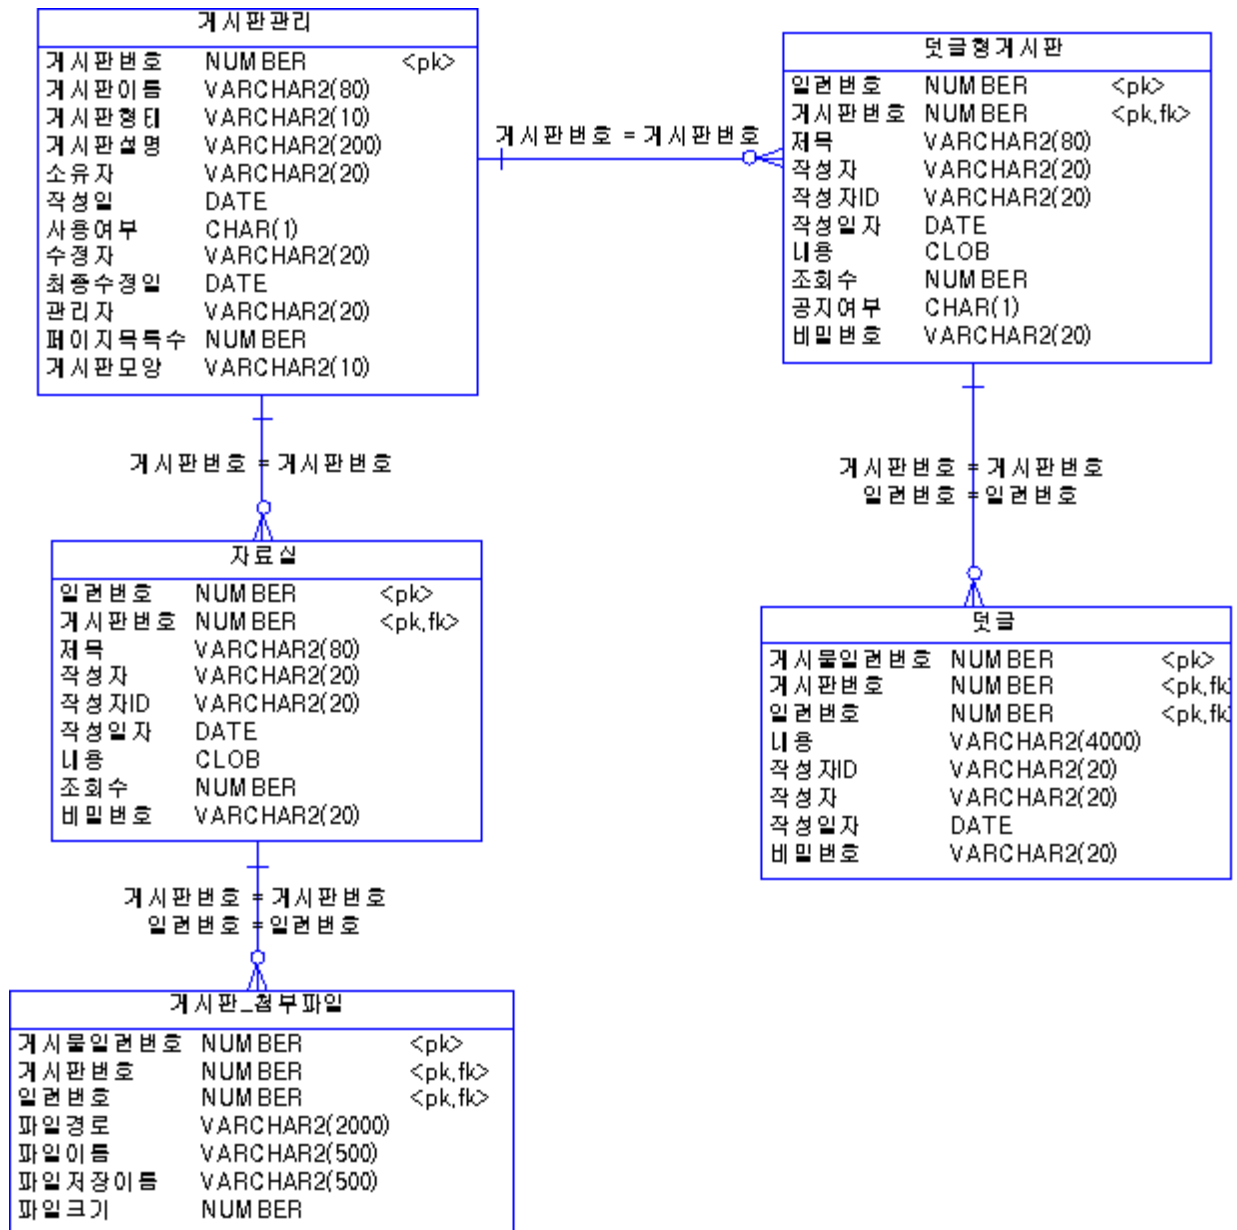 게시판관리
게시판번호 NUMBER <pk>
게시판이름 VARCHAR2(80)
게시판형태 VARCHAR2(10)
게시판설명 VARCHAR2(200)
소유자 VARCHAR2(20)
작성일 DATE
사용여부 CHAR(1)
수정자 VARCHAR2(20)
최종수정일 DATE
관리자 VARCHAR2(20)
페이지목록수 NUMBER
게시판모양 VARCHAR2(10)
게시판번호 = 게시판번호
덧글형게시판
일련번호 NUMBER <pk>
게시판번호 NUMBER <pk,fk>
제목 VARCHAR2(80)
작성자 VARCHAR2(20)
작성자ID VARCHAR2(20)
작성일자 DATE
내용 CLOB
조회수 NUMBER
공지여부 CHAR(1)
비밀번호 VARCHAR2(20)
게시판번호 = 게시판번호
게시판번호 = 게시판번호
일련번호 = 일련번호
자료실
일련번호 NUMBER <pk>
게시판번호 NUMBER <pk,fk>
제목 VARCHAR2(80)
작성자 VARCHAR2(20)
작성자ID VARCHAR2(20)
작성일자 DATE
내용 CLOB
조회수 NUMBER
비밀번호 VARCHAR2(20)
덧글
게시물일련번호 NUMBER <pk>
게시판번호 NUMBER <pk,fk>
일련번호 NUMBER <pk,fk>
내용 VARCHAR2(4000)
작성자ID VARCHAR2(20)
작성자 VARCHAR2(20)
작성일자 DATE
비밀번호 VARCHAR2(20)
게시판번호 = 게시판번호
일련번호 = 일련번호
게시판_첨부파일
게시물일련번호 NUMBER <pk>
게시판번호 NUMBER <pk,fk>
일련번호 NUMBER <pk,fk>
파일경로 VARCHAR2(2000)
파일이름 VARCHAR2(500)
파일저장이름 VARCHAR2(500)
파일크기 NUMBER